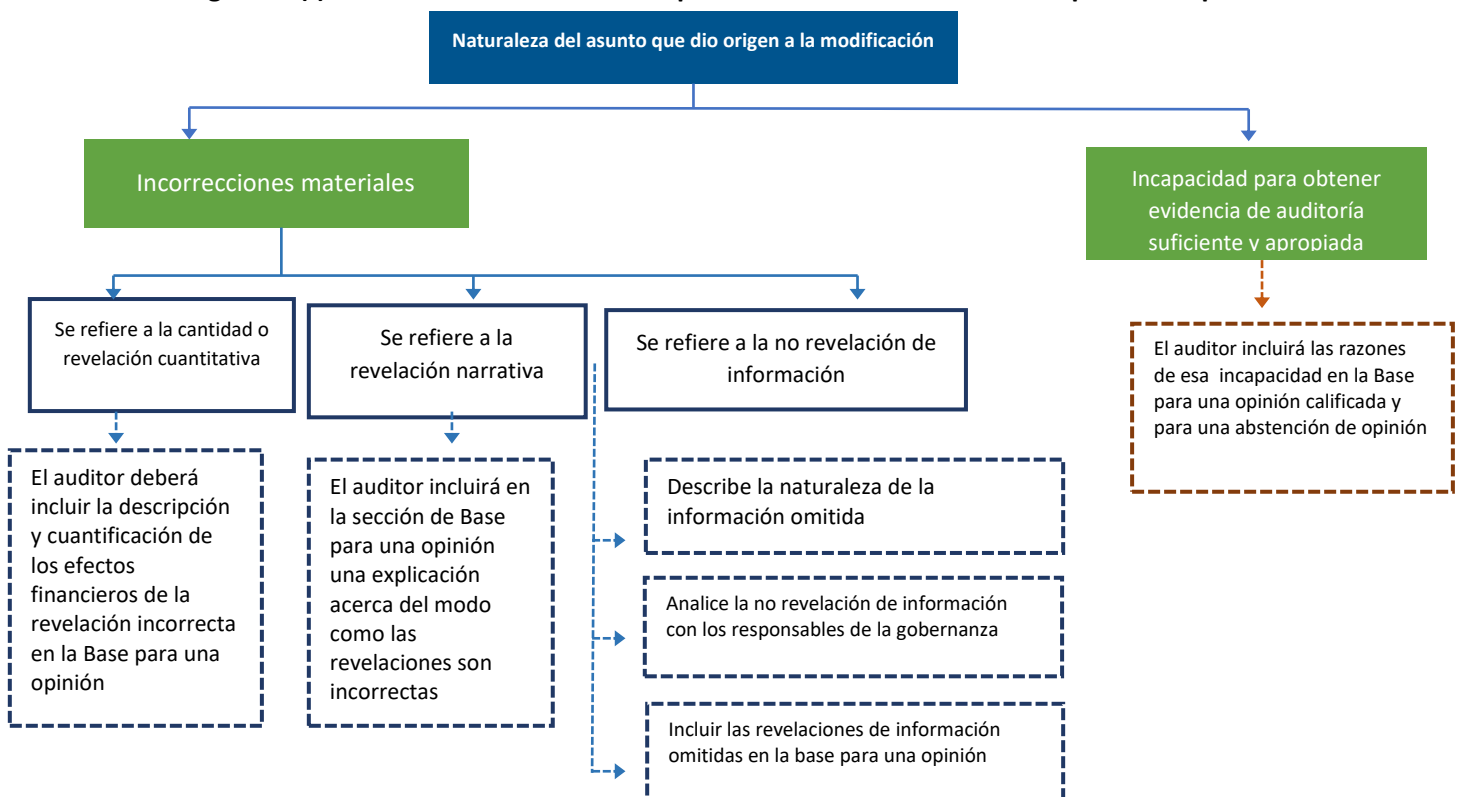 Naturaleza del asunto que dio origen a la modificación
Incorrecciones materiales
Incapacidad para obtener
evidencia de auditoría
suficiente y apropiada
Se refiere a la cantidad o
revelación cuantitativa
Se refiere a la
revelación narrativa
Se refiere a la no revelación de
información
El auditor incluirá las razones
de esa incapacidad en la Base
para una opinión calificada y
para una abstención de opinión
El auditor deberá
incluir la descripción
y cuantificación de
los efectos
financieros de la
revelación incorrecta
en la Base para una
opinión
El auditor incluirá en
la sección de Base
para una opinión
una explicación
acerca del modo
como las
revelaciones son
incorrectas
Describe la naturaleza de la
información omitida
Analice la no revelación de información
con los responsables de la gobernanza
Incluir las revelaciones de información
omitidas en la base para una opinión